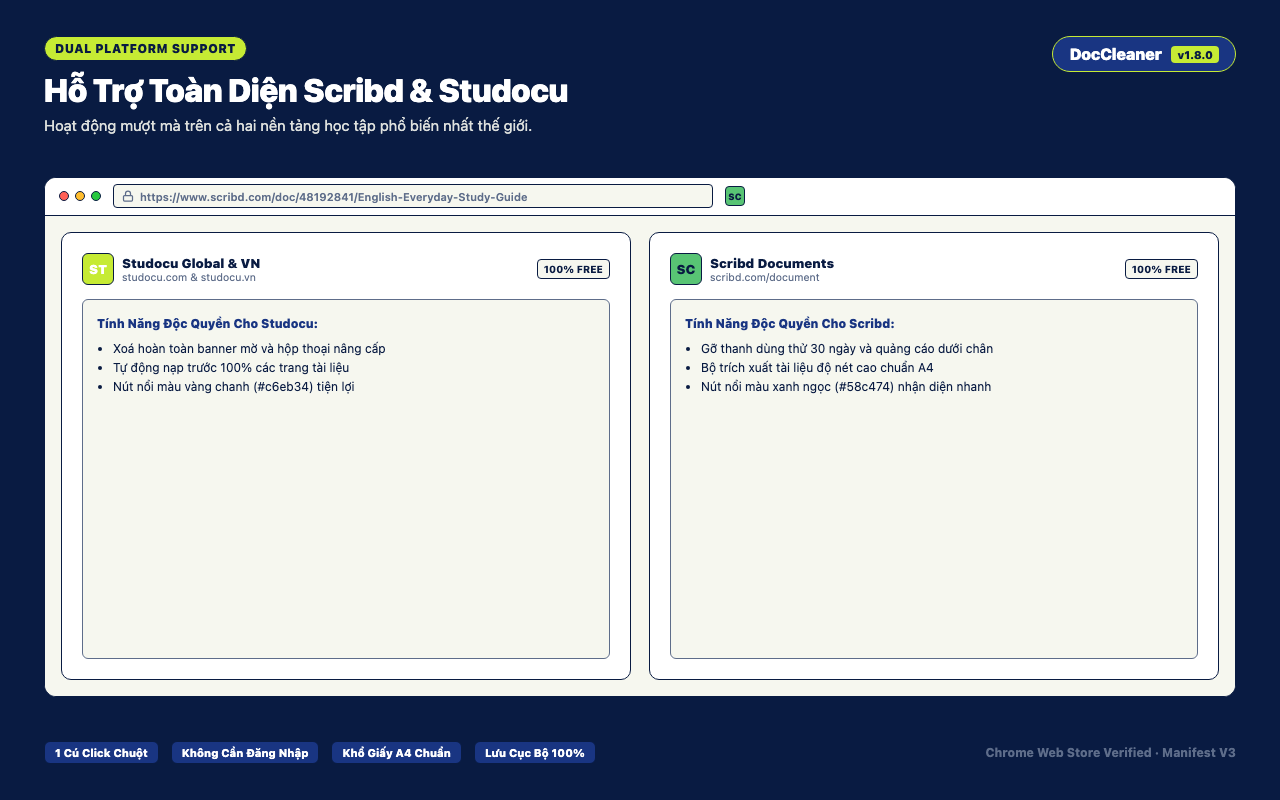 DUAL PLATFORM SUPPORT
Hỗ Trợ Toàn Diện Scribd & Studocu
Hoạt động mượt mà trên cả hai nền tảng học tập phổ biến nhất thế giới.
DocCleaner v1.8.0
https://www.scribd.com/doc/48192841/English-Everyday-Study-Guide
SC
ST
Studocu Global & VN
studocu.com & studocu.vn
100% FREE
Tính Năng Độc Quyền Cho Studocu:
• Xoá hoàn toàn banner mờ và hộp thoại nâng cấp
• Tự động nạp trước 100% các trang tài liệu
• Nút nổi màu vàng chanh (#c6eb34) tiện lợi
SC
Scribd Documents
scribd.com/document
100% FREE
Tính Năng Độc Quyền Cho Scribd:
• Gỡ thanh dùng thử 30 ngày và quảng cáo dưới chân
• Bộ trích xuất tài liệu độ nét cao chuẩn A4
• Nút nổi màu xanh ngọc (#58c474) nhận diện nhanh
1 Cú Click Chuột
Không Cần Đăng Nhập
Khổ Giấy A4 Chuẩn
Lưu Cục Bộ 100%
Chrome Web Store Verified · Manifest V3